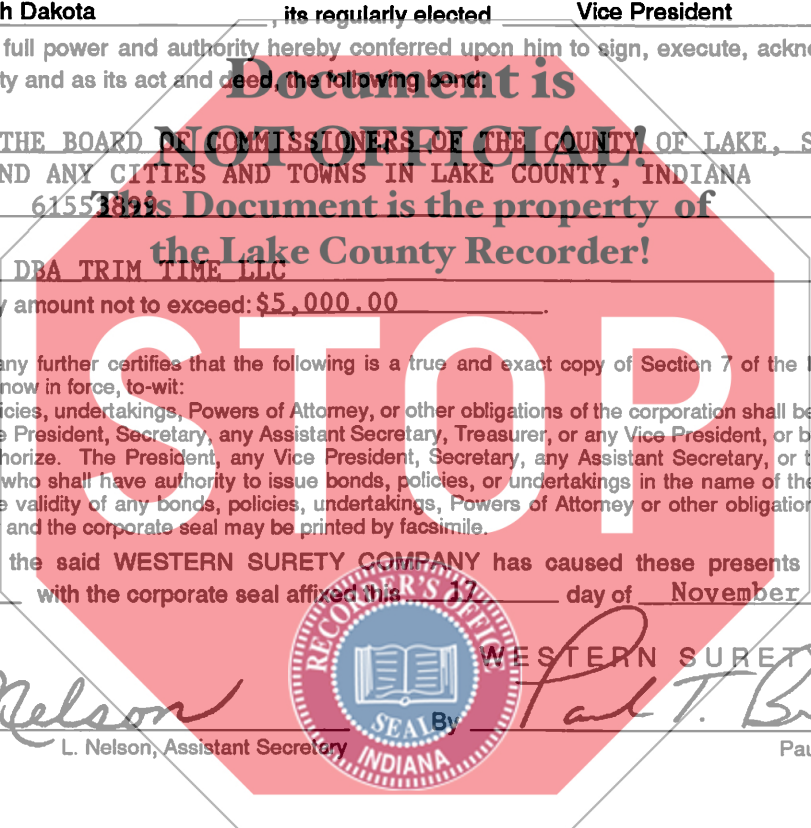 h Dakota , its regularly elected Vice President
full power and authority hereby conferred upon him to sign, execute, ackno
ty and as its act and deed, the following bond:
Document is
NOT OFFICIAL!
THE BOARD OF COMMISSIONERS OF THE COUNTY OF LAKE, S
ND ANY CITIES AND TOWNS IN LAKE COUNTY, INDIANA
61553899
This Document is the property of
the Lake County Recorder!
DBA TRIM TIME LLC
y amount not to exceed: $5,000.00.
STOP
any further certifies that the following is a true and exact copy of Section 7 of the
now in force, to-wit:
icies, undertakings, Powers of Attorney, or other obligations of the corporation shall be
e President, Secretary, any Assistant Secretary, Treasurer, or any Vice President, or b
horize. The President, any Vice President, Secretary, any Assistant Secretary, or t
who shall have authority to issue bonds, policies, or undertakings in the name of the
e validity of any bonds, policies, undertakings, Powers of Attorney or other obligation
and the corporate seal may be printed by facsimile.
the said WESTERN SURETY COMPANY has caused these presents
with the corporate seal affixed this 17 day of November
RECORDER'S OFFICE
SEAL
INDIANA
WESTERN SURETY
Nelson
By Paul T. B
L. Nelson, Assistant Secretary
Pau